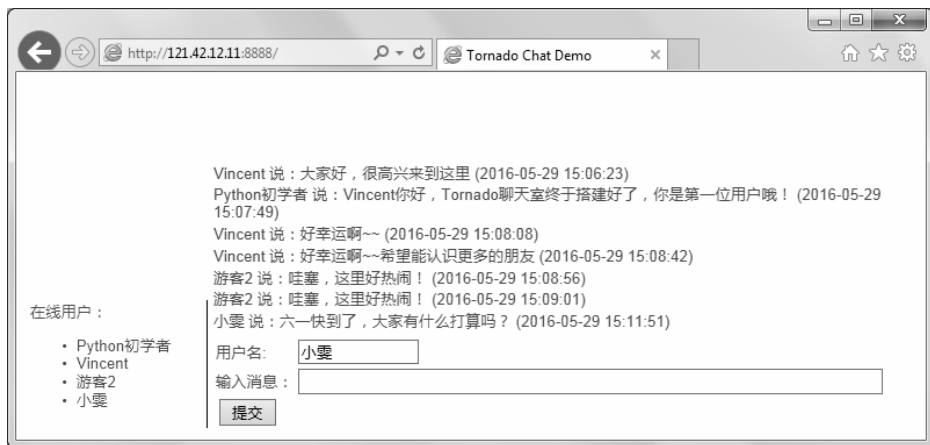 http://121.42.12.11:8888/
Tornado Chat Demo
Vincent 说：大家好，很高兴来到这里 (2016-05-29 15:06:23)
Python初学者 说：Vincent你好，Tornado聊天室终于搭建好了，你是第一位用户哦！ (2016-05-29
15:07:49)
Vincent 说：好幸运啊~~ (2016-05-29 15:08:08)
Vincent 说：好幸运啊~~希望能认识更多的朋友 (2016-05-29 15:08:42)
游客2 说：哇塞，这里好热闹！ (2016-05-29 15:08:56)
游客2 说：哇塞，这里好热闹！ (2016-05-29 15:09:01)
小雯 说：六一快到了，大家有什么打算吗？ (2016-05-29 15:11:51)
在线用户：
• Python初学者
• Vincent
• 游客2
• 小雯
用户名: 小雯
输入消息：
提交